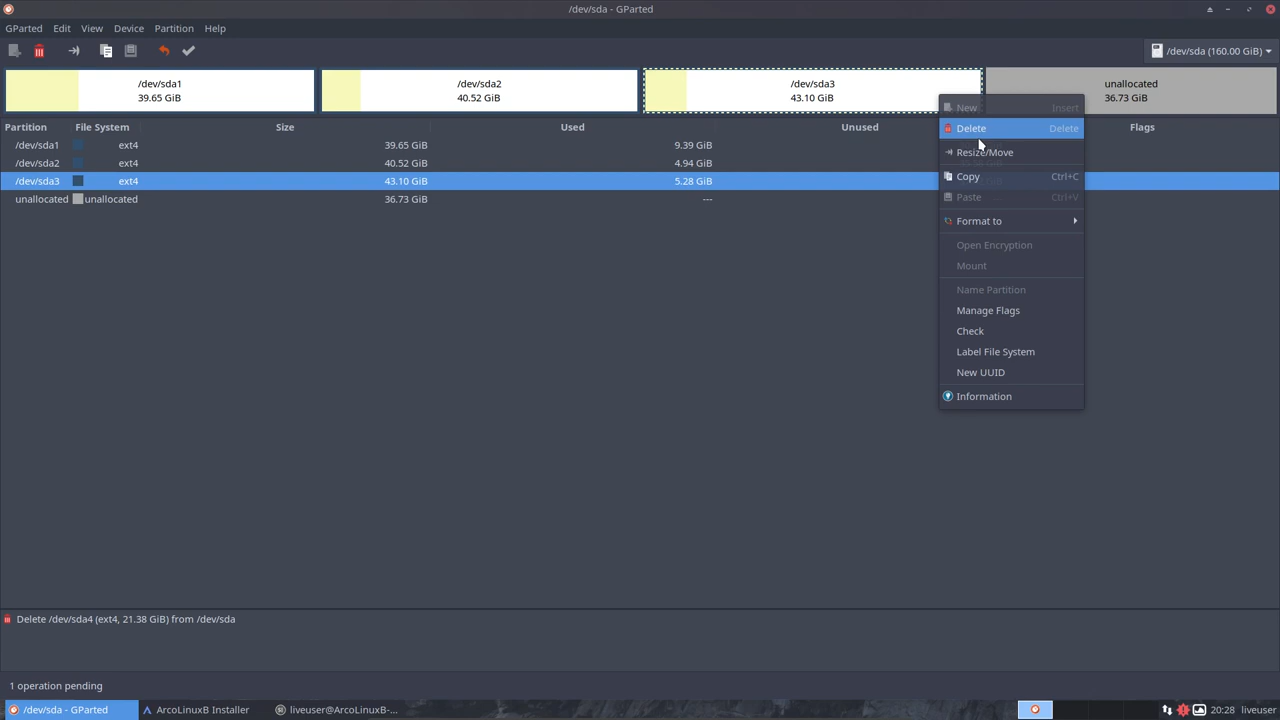 /dev/sda - GParted
GParted Edit View Device Partition Help
/dev/sda (160.00 GiB)
/dev/sda1
39.65 GiB
/dev/sda2
40.52 GiB
/dev/sda3
43.10 GiB
unallocated
36.73 GiB
Partition File System Size Used Unused Flags
/dev/sda1 ext4 39.65 GiB 9.39 GiB
/dev/sda2 ext4 40.52 GiB 4.94 GiB
/dev/sda3 ext4 43.10 GiB 5.28 GiB
unallocated unallocated 36.73 GiB ---
New Insert
Delete Delete
Resize/Move
Copy Ctrl+C
Paste Ctrl+V
Format to
Open Encryption
Mount
Name Partition
Manage Flags
Check
Label File System
New UUID
Information
Delete /dev/sda4 (ext4, 21.38 GiB) from /dev/sda
1 operation pending
/dev/sda - GParted ArcoLinuxB Installer liveuser@ArcoLinuxB-... 20:28 liveuser